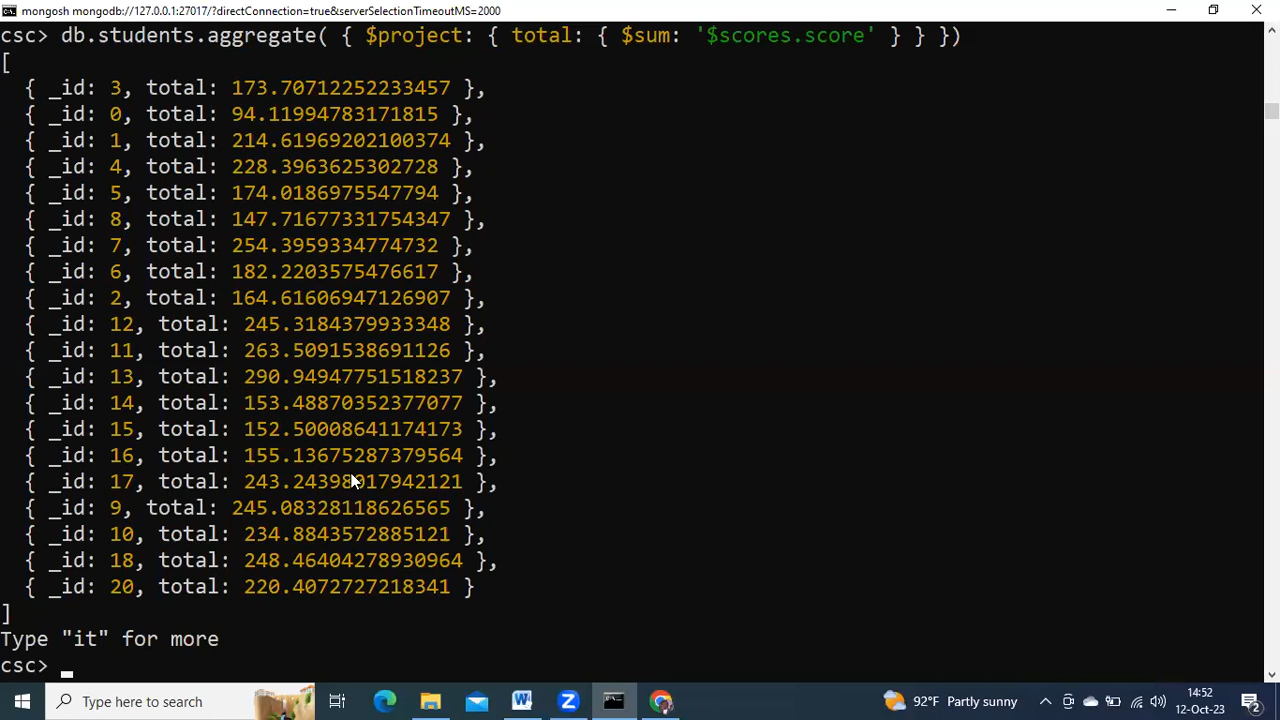 mongosh mongodb://127.0.0.1:27017/?directConnection=true&serverSelectionTimeoutMS=2000
csc> db.students.aggregate( { $project: { total: { $sum: '$scores.score' } } })
[
{ _id: 3, total: 173.70712252233457 },
{ _id: 0, total: 94.11994783171815 },
{ _id: 1, total: 214.61969202100374 },
{ _id: 4, total: 228.3963625302728 },
{ _id: 5, total: 174.0186975547794 },
{ _id: 8, total: 147.71677331754347 },
{ _id: 7, total: 254.3959334774732 },
{ _id: 6, total: 182.2203575476617 },
{ _id: 2, total: 164.61606947126907 },
{ _id: 12, total: 245.3184379933348 },
{ _id: 11, total: 263.5091538691126 },
{ _id: 13, total: 290.94947751518237 },
{ _id: 14, total: 153.48870352377077 },
{ _id: 15, total: 152.50008641174173 },
{ _id: 16, total: 155.13675287379564 },
{ _id: 17, total: 243.24398017942121 },
{ _id: 9, total: 245.08328118626565 },
{ _id: 10, total: 234.8843572885121 },
{ _id: 18, total: 248.46404278930964 },
{ _id: 20, total: 220.4072727218341 }
]
Type "it" for more
csc>
Type here to search
92°F Partly sunny
14:52
12-Oct-23
2